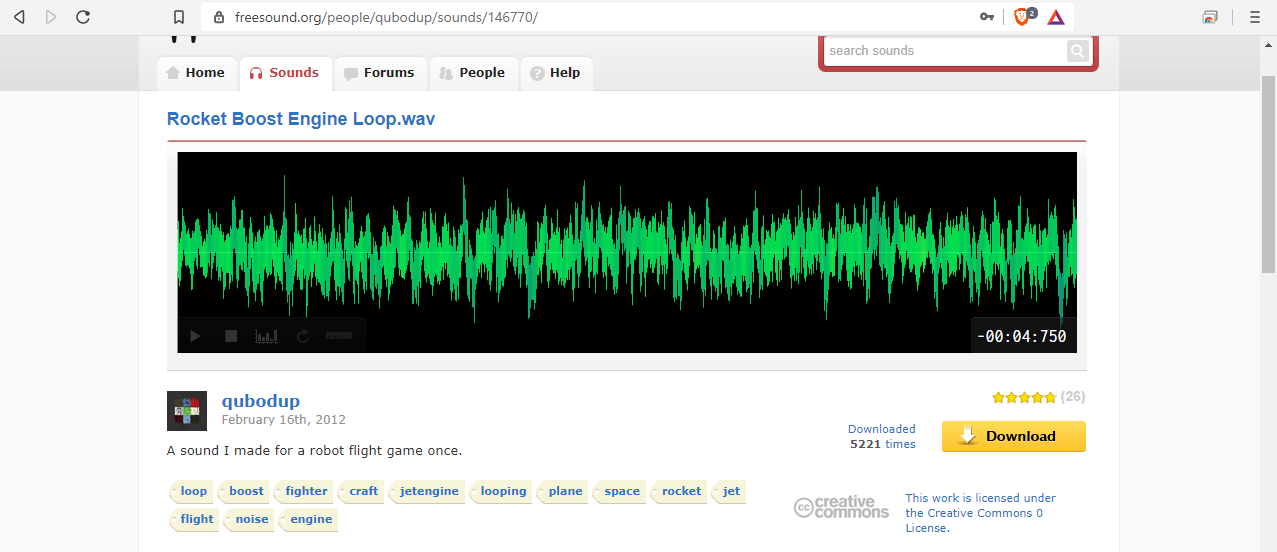 freesound.org/people/qubodup/sounds/146770/
2
search sounds
Home
Sounds
Forums
People
Help
Rocket Boost Engine Loop.wav
-00:04:750
qubodup
February 16th, 2012
(26)
Downloaded
5221 times
Download
A sound I made for a robot flight game once.
loop
boost
fighter
craft
jetengine
looping
plane
space
rocket
jet
flight
noise
engine
cc creative
commons
This work is licensed under
the Creative Commons 0
License.